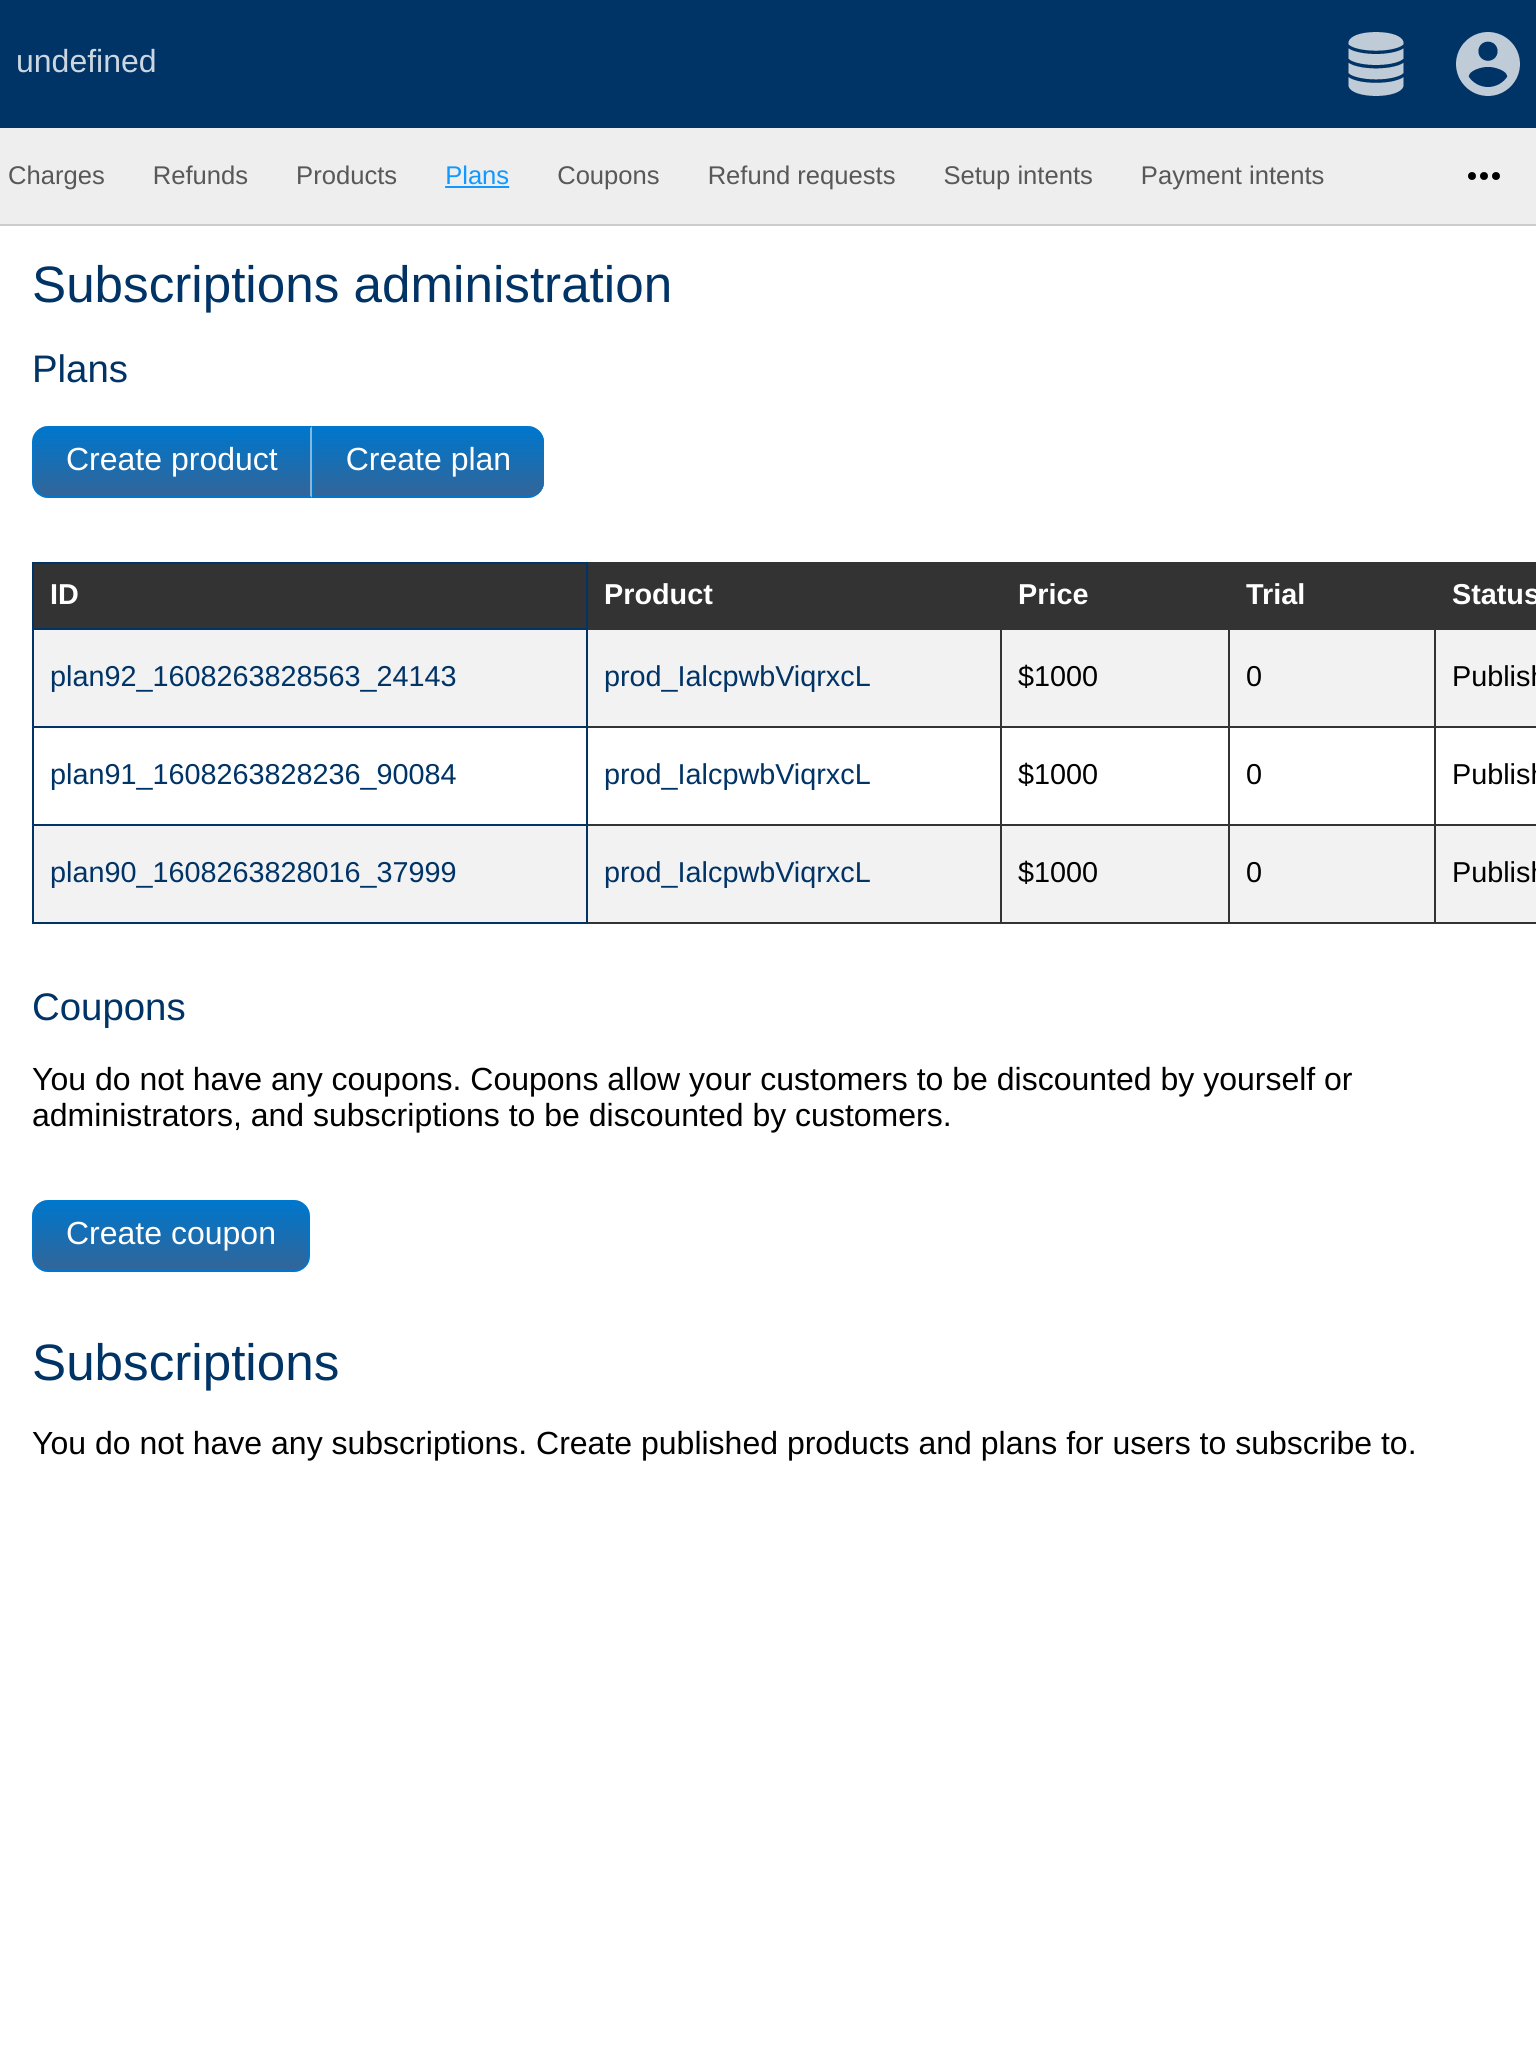 undefined
Charges Refunds Products Plans Coupons Refund requests Setup intents Payment intents
Subscriptions administration
Plans
Create product Create plan
ID Product Price Trial Status
plan92_1608263828563_24143 prod_IalcpwbViqrxcL $1000 0 Publish
plan91_1608263828236_90084 prod_IalcpwbViqrxcL $1000 0 Publish
plan90_1608263828016_37999 prod_IalcpwbViqrxcL $1000 0 Publish
Coupons
You do not have any coupons. Coupons allow your customers to be discounted by yourself or
administrators, and subscriptions to be discounted by customers.
Create coupon
Subscriptions
You do not have any subscriptions. Create published products and plans for users to subscribe to.